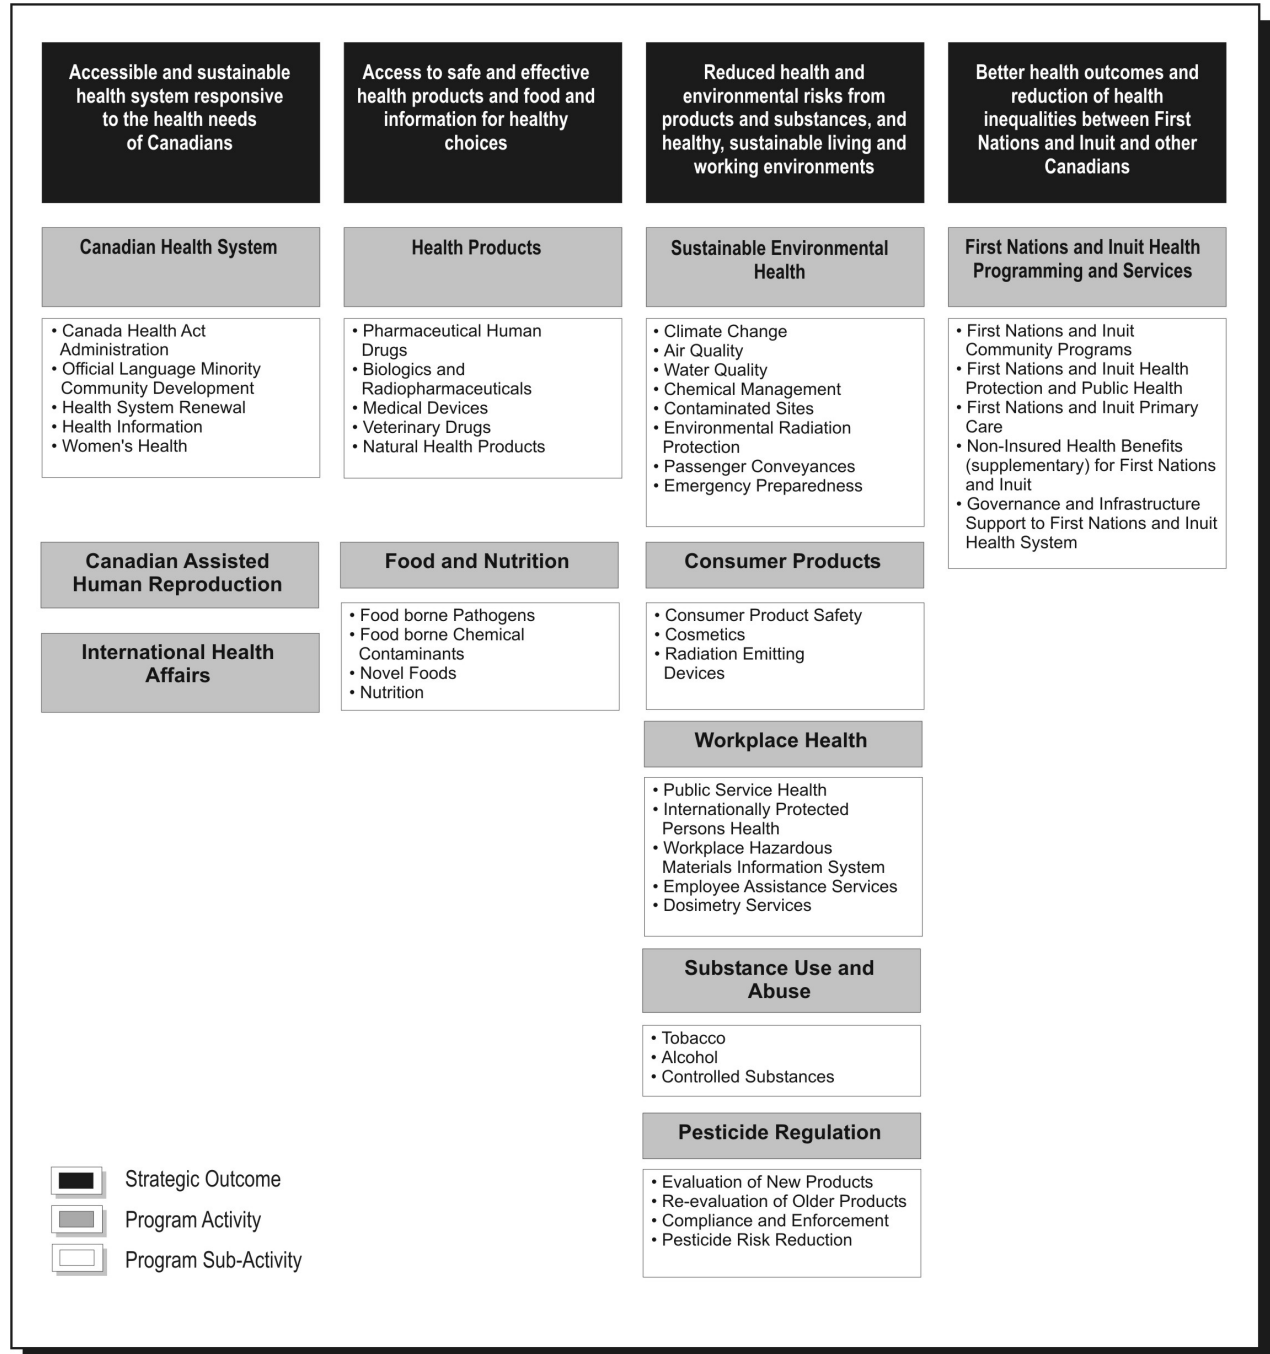 Accessible and sustainable
health system responsive
to the health needs
of Canadians
Access to safe and effective
health products and food and
information for healthy
choices
Reduced health and
environmental risks from
products and substances, and
healthy, sustainable living and
working environments
Better health outcomes and
reduction of health
inequalities between First
Nations and Inuit and other
Canadians
Canadian Health System
• Canada Health Act
Administration
• Official Language Minority
Community Development
• Health System Renewal
• Health Information
• Women's Health
Canadian Assisted
Human Reproduction
International Health
Affairs
Health Products
• Pharmaceutical Human
Drugs
• Biologics and
Radiopharmaceuticals
• Medical Devices
• Veterinary Drugs
• Natural Health Products
Food and Nutrition
• Food borne Pathogens
• Food borne Chemical
Contaminants
• Novel Foods
• Nutrition
Sustainable Environmental
Health
• Climate Change
• Air Quality
• Water Quality
• Chemical Management
• Contaminated Sites
• Environmental Radiation
Protection
• Passenger Conveyances
• Emergency Preparedness
Consumer Products
• Consumer Product Safety
• Cosmetics
• Radiation Emitting
Devices
Workplace Health
• Public Service Health
• Internationally Protected
Persons Health
• Workplace Hazardous
Materials Information System
• Employee Assistance Services
• Dosimetry Services
Substance Use and
Abuse
• Tobacco
• Alcohol
• Controlled Substances
Pesticide Regulation
• Evaluation of New Products
• Re-evaluation of Older Products
• Compliance and Enforcement
• Pesticide Risk Reduction
First Nations and Inuit Health
Programming and Services
• First Nations and Inuit
Community Programs
• First Nations and Inuit Health
Protection and Public Health
• First Nations and Inuit Primary
Care
• Non-Insured Health Benefits
(supplementary) for First Nations
and Inuit
• Governance and Infrastructure
Support to First Nations and Inuit
Health System
Strategic Outcome
Program Activity
Program Sub-Activity